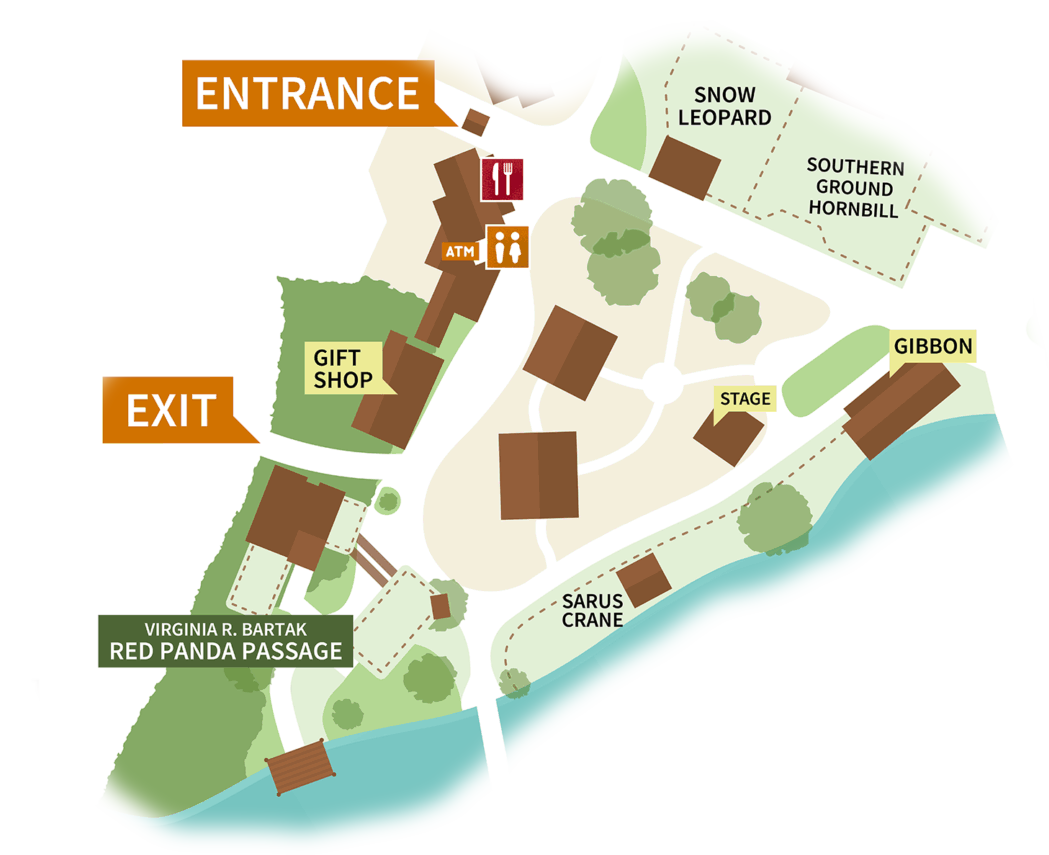 ENTRANCE
SNOW
LEOPARD
SOUTHERN
GROUND
HORNBILL
ATM
GIFT
SHOP
GIBBON
STAGE
EXIT
SARUS
CRANE
VIRGINIA R. BARTAK
RED PANDA PASSAGE